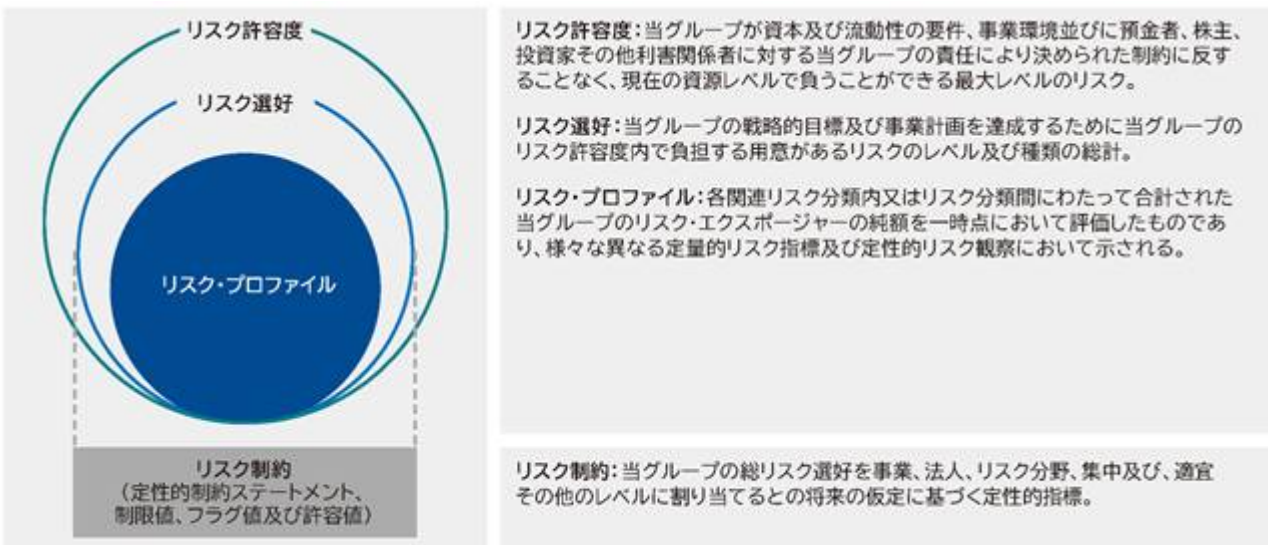 リスク許容度
リスク選好
リスク・プロファイル
リスク制約
（定性的制約ステートメント、
制限値、フラグ値及び許容値）
リスク許容度：当グループが資本及び流動性の要件、事業環境並びに預金者、株主、
投資家その他利害関係者に対する当グループの責任により決められた制約に反す
ることなく、現在の資源レベルで負うことができる最大レベルのリスク。
リスク選好：当グループの戦略的目標及び事業計画を達成するために当グループの
リスク許容度内で負担する用意があるリスクのレベル及び種類の総計。
リスク・プロファイル：各関連リスク分類内又はリスク分類間にわたって合計された
当グループのリスク・エクスポージャーの純額を一時点において評価したものであ
り、様々な異なる定量的リスク指標及び定性的リスク観察において示される。
リスク制約：当グループの総リスク選好を事業、法人、リスク分野、集中及び、適宜
その他のレベルに割り当てるとの将来の仮定に基づく定性的指標。